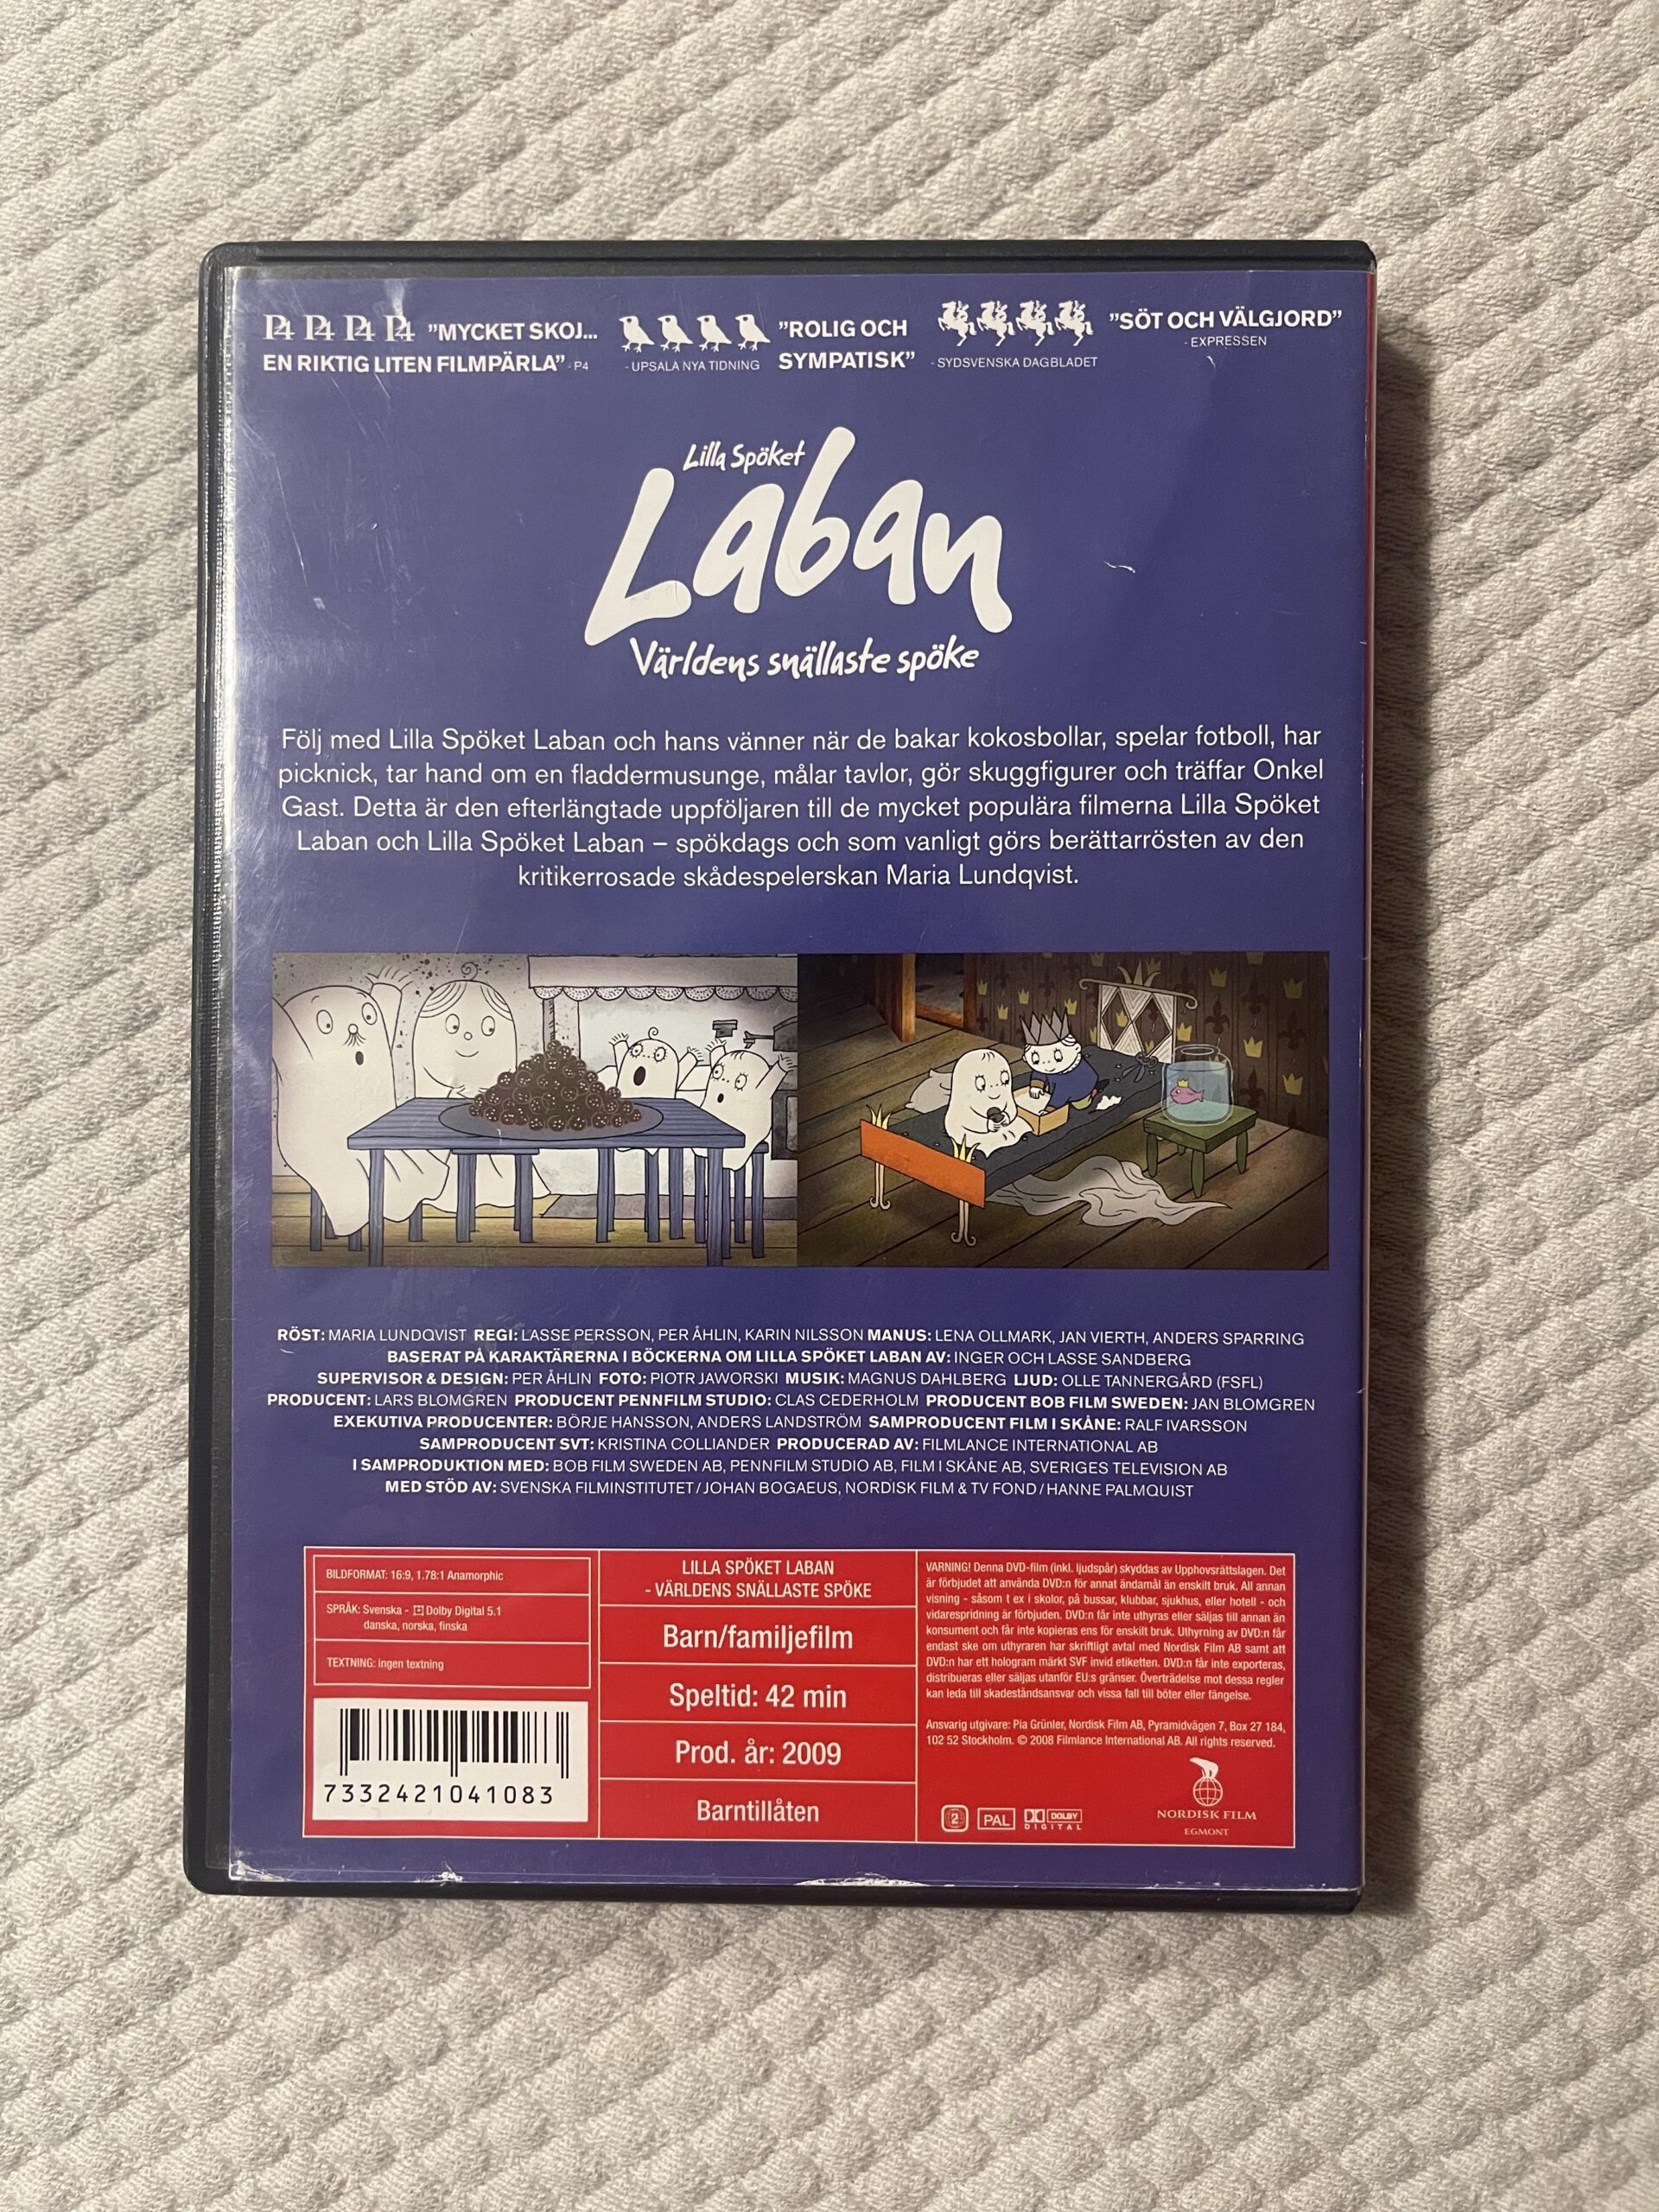 P4 P4 P4 P4 ”MYCKET SKOJ...
EN RIKTIG LITEN FILMPÄRLA” - P4
- UPSALA NYA TIDNING
”ROLIG OCH
SYMPATISK”
- SYDSVENSKA DAGBLADET
”SÖT OCH VÄLGJORD”
- EXPRESSEN
Lilla Spöket
Laban
Världens snällaste spöke
Följ med Lilla Spöket Laban och hans vänner när de bakar kokosbollar, spelar fotboll, har
picknick, tar hand om en fladdermusunge, målar tavlor, gör skuggfigurer och träffar Onkel
Gast. Detta är den efterlängtade uppföljaren till de mycket populära filmerna Lilla Spöket
Laban och Lilla Spöket Laban – spökdags och som vanligt görs berättarrösten av den
kritikerrosade skådespelerskan Maria Lundqvist.
RÖST: MARIA LUNDQVIST REGI: LASSE PERSSON, PER ÅHLIN, KARIN NILSSON MANUS: LENA OLLMARK, JAN VIERTH, ANDERS SPARRING
BASERAT PÅ KARAKTÄRERNA I BÖCKERNA OM LILLA SPÖKET LABAN AV: INGER OCH LASSE SANDBERG
SUPERVISOR & DESIGN: PER ÅHLIN FOTO: PIOTR JAWORSKI MUSIK: MAGNUS DAHLBERG LJUD: OLLE TANNERGÅRD (FSFL)
PRODUCENT: LARS BLOMGREN PRODUCENT PENNFILM STUDIO: CLAS CEDERHOLM PRODUCENT BOB FILM SWEDEN: JAN BLOMGREN
EXEKUTIVA PRODUCENTER: BÖRJE HANSSON, ANDERS LANDSTRÖM SAMPRODUCENT FILM I SKÅNE: RALF IVARSSON
SAMPRODUCENT SVT: KRISTINA COLLIANDER PRODUCERAD AV: FILMLANCE INTERNATIONAL AB
I SAMPRODUKTION MED: BOB FILM SWEDEN AB, PENNFILM STUDIO AB, FILM I SKÅNE AB, SVERIGES TELEVISION AB
MED STÖD AV: SVENSKA FILMINSTITUTET / JOHAN BOGAEUS, NORDISK FILM & TV FOND / HANNE PALMQUIST
BILDFORMAT: 16:9, 1.78:1 Anamorphic
SPRÅK: Svenska - Dolby Digital 5.1
danska, norska, finska
TEXTNING: ingen textning
7332421041083
LILLA SPÖKET LABAN
- VÄRLDENS SNÄLLASTE SPÖKE
Barn/familjefilm
Speltid: 42 min
Prod. år: 2009
Barntillåten
VARNING! Denna DVD-film (inkl. ljudspår) skyddas av Upphovsrättslagen. Det
är förbjudet att använda DVD:n för annat ändamål än enskilt bruk. All annan
visning - såsom t ex i skolor, på bussar, klubbar, sjukhus, eller hotell - och
vidarespridning är förbjuden. DVD:n får inte uthyras eller säljas till annan än
konsument och får inte kopieras ens för enskilt bruk. Uthyrning av DVD:n får
endast ske om uthyraren har skriftligt avtal med Nordisk Film AB samt att
DVD:n har ett hologram märkt SVF invid etiketten. DVD:n får inte exporteras,
distribueras eller säljas utanför EU:s gränser. Överträdelse mot dessa regler
kan leda till skadeståndsansvar och vissa fall till böter eller fängelse.
Ansvarig utgivare: Pia Grünler, Nordisk Film AB, Pyramidvägen 7, Box 27 184,
102 52 Stockholm. © 2008 Filmlance International AB. All rights reserved.
2 PAL DOLBY
DIGITAL
NORDISK FILM
EGMONT